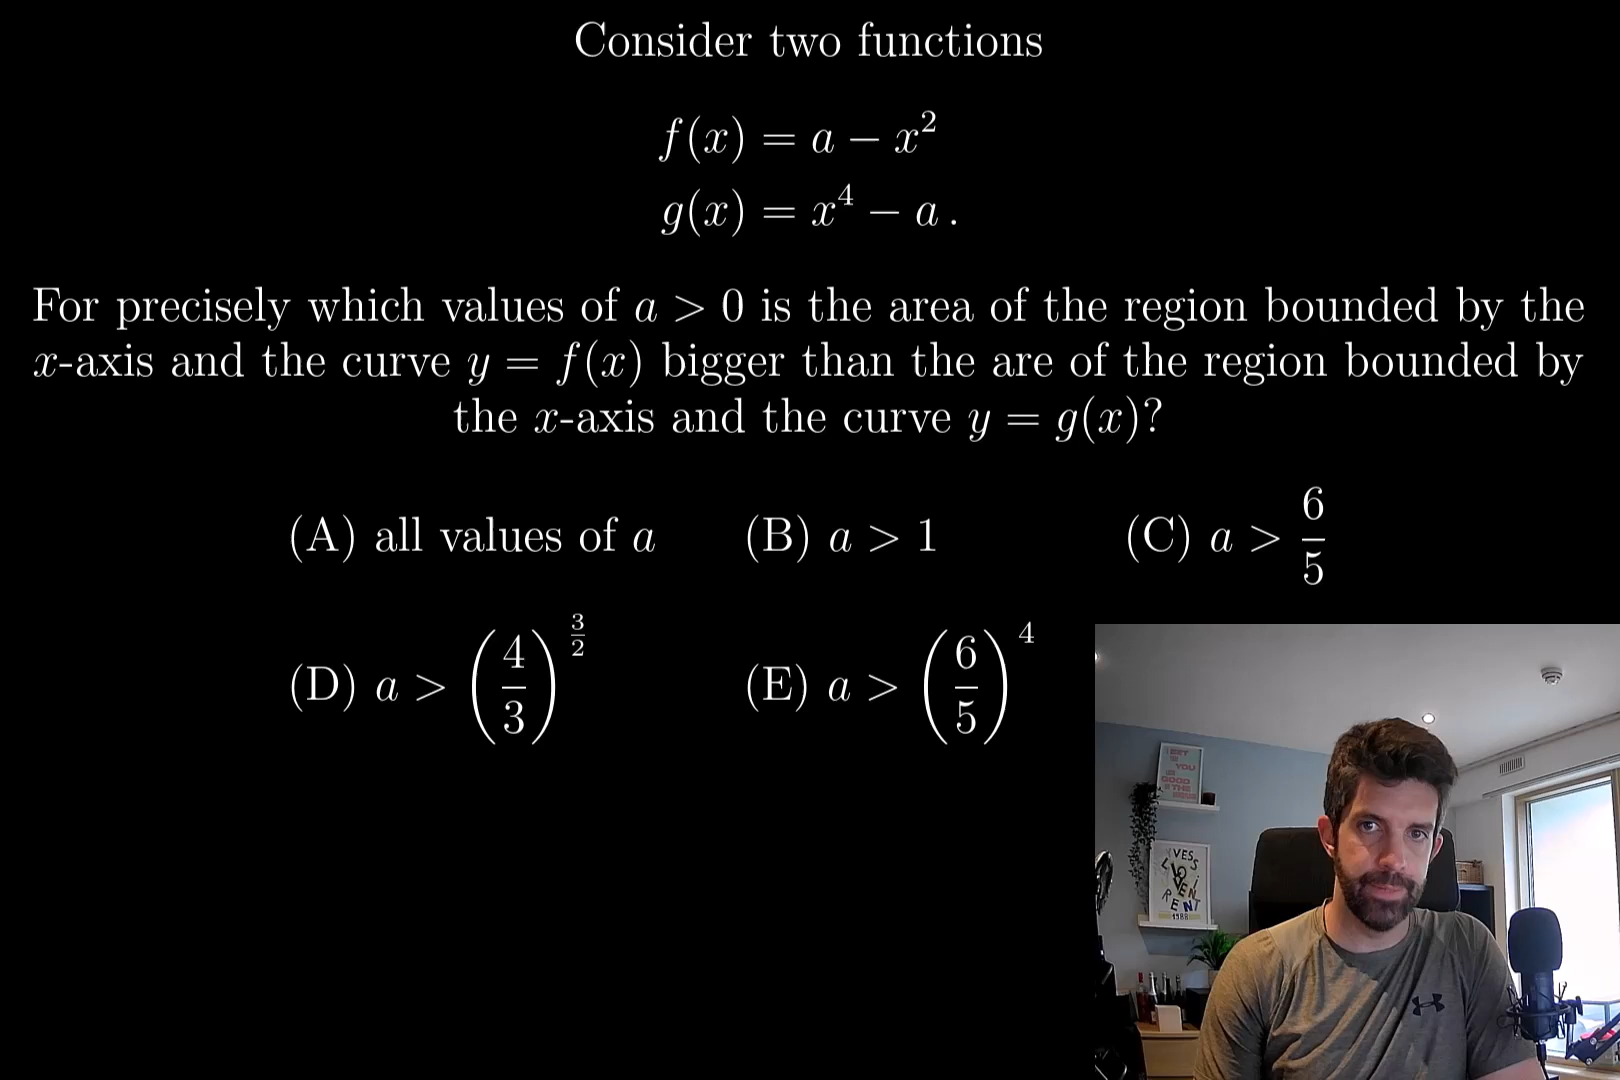 Consider two functions
f(x) = a − x²
g(x) = x⁴ − a .
For precisely which values of a > 0 is the area of the region bounded by the
x-axis and the curve y = f(x) bigger than the are of the region bounded by
the x-axis and the curve y = g(x)?
(A) all values of a (B) a > 1 (C) a > 6/5
(D) a > (4/3)^(3/2) (E) a > (6/5)^4
YOU
GOOD